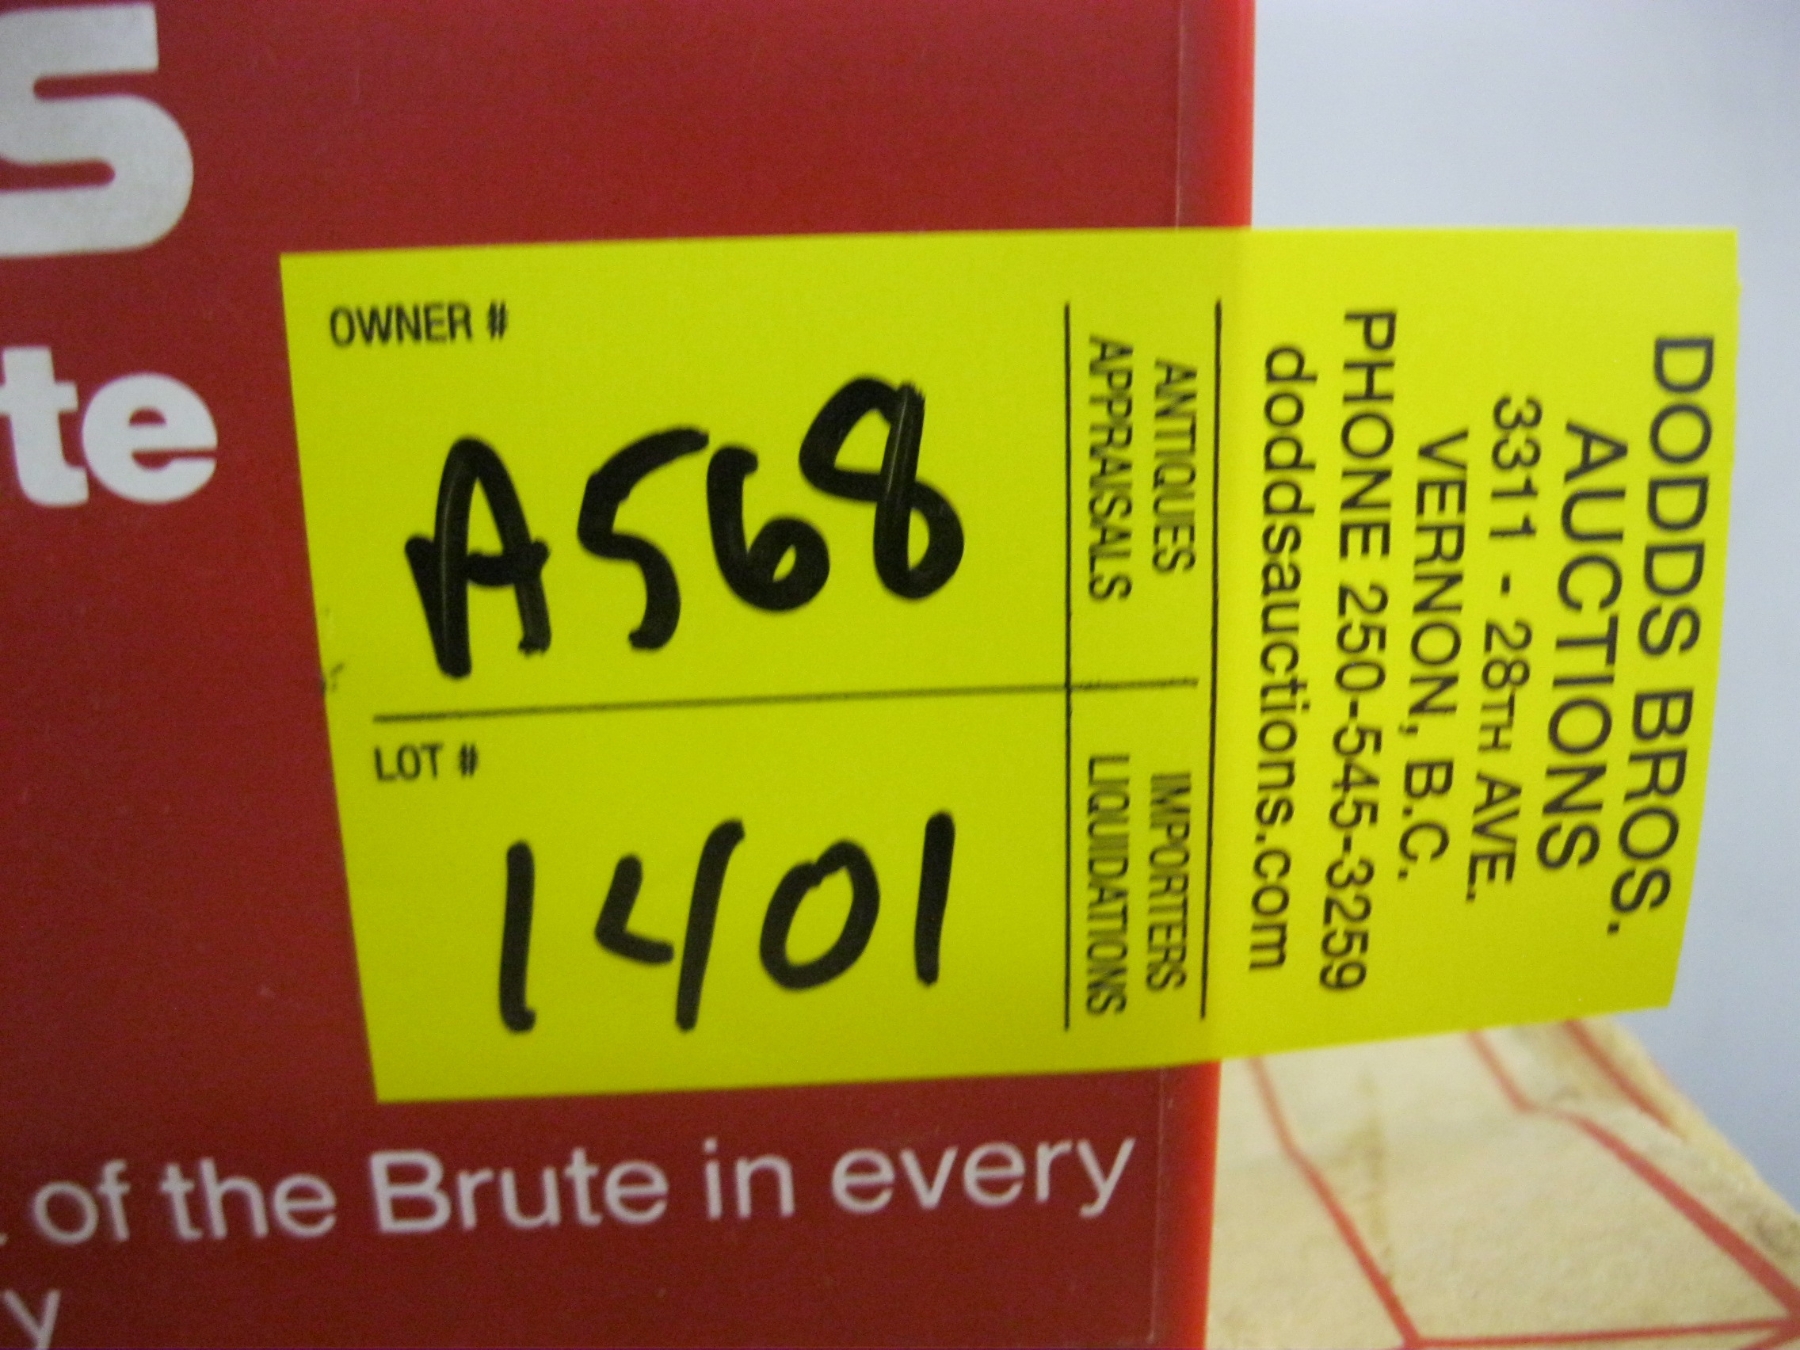 s
te
OWNER #
A568
LOT #
1401
ANTIQUES
APPRAISALS
IMPORTERS
LIQUIDATIONS
DODDS BROS.
AUCTIONS
3311 - 28TH AVE.
VERNON, B.C.
PHONE 250-545-3259
doddsauctions.com
of the Brute in every
y